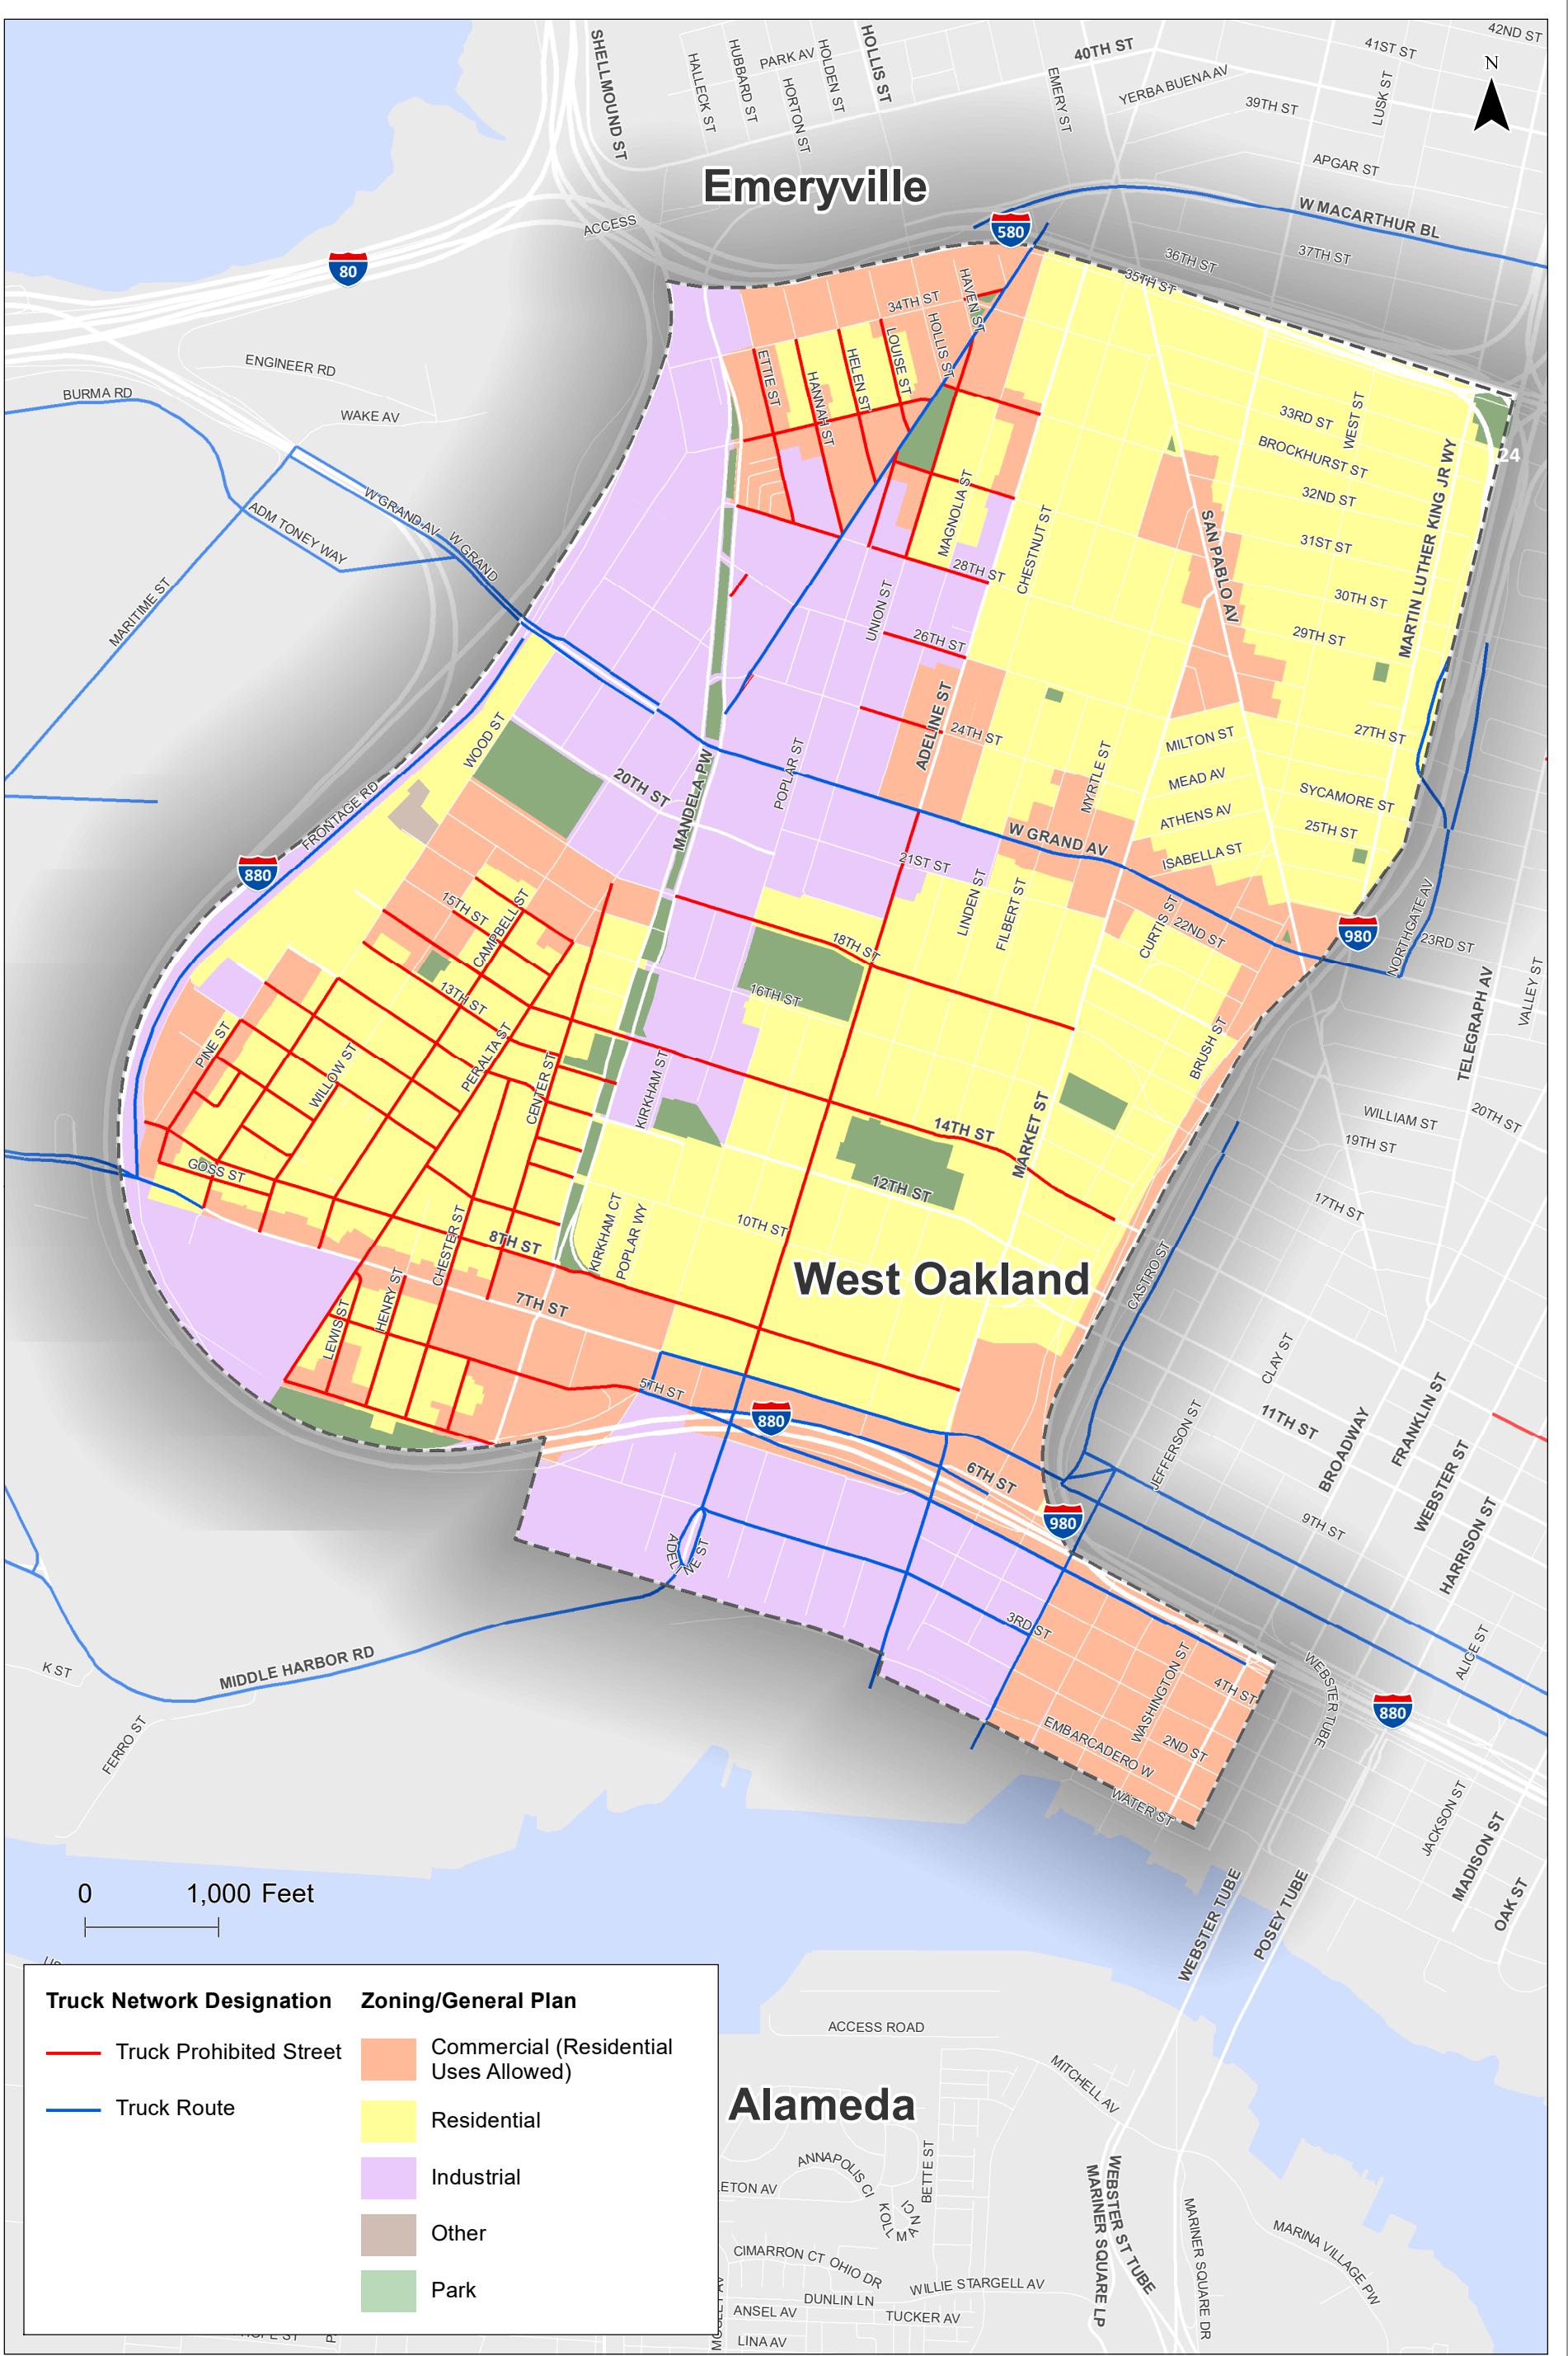 42ND ST
41ST ST
40TH ST
SHELLMOUND ST
HALLECK ST
HUBBARD ST
PARK AV
HORTON ST
HOLDEN ST
HOLLIS ST
EMERY ST
YERBA BUENA AV
39TH ST
LUSK ST
N
APGAR ST
Emeryville
W MACARTHUR BL
ACCESS
580
80
36TH ST
37TH ST
35TH ST
34TH ST
HAVEN ST
HOLLIS ST
ENGINEER RD
BURMA RD
WAKE AV
ETTIE ST
HANNAH ST
HELEN ST
LOUISE ST
33RD ST
WEST ST
BROCKHURST ST
24
32ND ST
W GRAND AV
W GRAND
ADM TONEY WAY
MAGNOLIA ST
CHESTNUT ST
SAN PABLO AV
31ST ST
MARTIN LUTHER KING JR WY
MARITIME ST
28TH ST
UNION ST
30TH ST
26TH ST
29TH ST
ADELINE ST
24TH ST
27TH ST
WOOD ST
MILTON ST
20TH ST
MANDELA PW
POPLAR ST
MYRTLE ST
MEAD AV
SYCAMORE ST
FRONTAGE RD
ATHENS AV
25TH ST
W GRAND AV
ISABELLA ST
880
21ST ST
LINDEN ST
FILBERT ST
15TH ST
CAMPBELL ST
CURTIS ST
22ND ST
980
NORTHGATE AV
23RD ST
18TH ST
TELEGRAPH AV
VALLEY ST
13TH ST
16TH ST
PINE ST
WILLOW ST
PERALTA ST
CENTER ST
KIRKHAM ST
BRUSH ST
14TH ST
MARKET ST
WILLIAM ST
20TH ST
19TH ST
GOSS ST
12TH ST
17TH ST
CHESTER ST
8TH ST
KIRKHAM CT
POPLAR WY
10TH ST
West Oakland
CASTRO ST
LEWIS ST
HENRY ST
7TH ST
CLAY ST
5TH ST
880
11TH ST
BROADWAY
FRANKLIN ST
JEFFERSON ST
6TH ST
WEBSTER ST
HARRISON ST
980
9TH ST
ADELINE ST
3RD ST
MIDDLE HARBOR RD
K ST
WASHINGTON ST
4TH ST
WEBSTER TUBE
ALICE ST
880
FERRO ST
EMBARCADERO W
2ND ST
WATER ST
JACKSON ST
MADISON ST
OAK ST
WEBSTER TUBE
POSEY TUBE
0 1,000 Feet
Truck Network Designation
Truck Prohibited Street
Truck Route
Zoning/General Plan
Commercial (Residential
Uses Allowed)
Residential
Industrial
Other
Park
ACCESS ROAD
MITCHELL AV
Alameda
ANNAPOLIS CI
BETTE ST
LETON AV
KOLLMAN CI
WEBSTER ST TUBE
MARINER SQUARE LP
MARINER SQUARE DR
MARINA VILLAGE PW
CIMARRON CT
OHIO DR
WILLIE STARGELL AV
DUNLIN LN
ANSEL AV
TUCKER AV
LINA AV